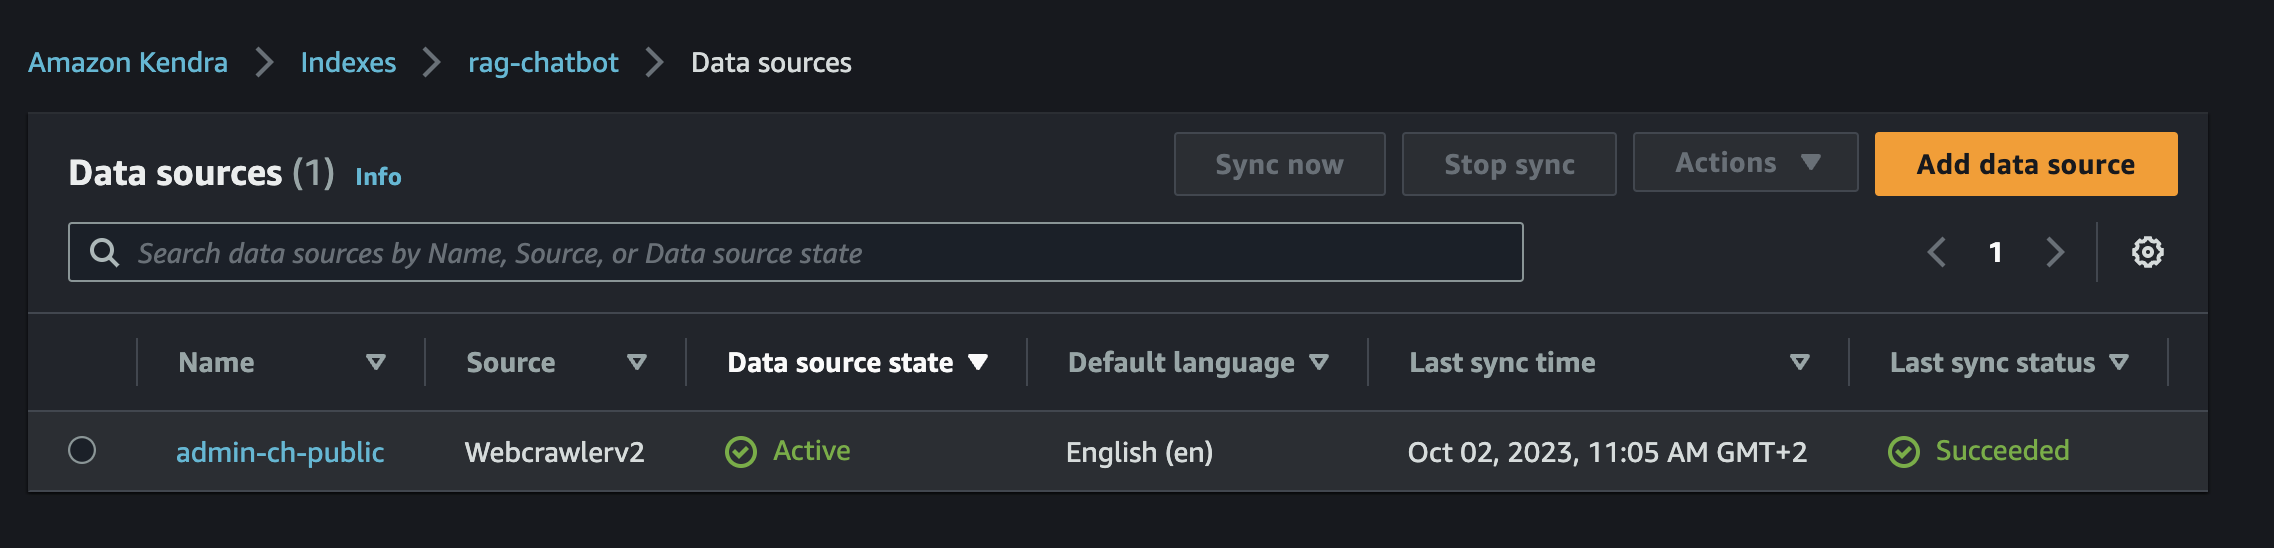 Amazon Kendra Indexes rag-chatbot Data sources
Data sources (1) Info
Sync now Stop sync Actions Add data source
Search data sources by Name, Source, or Data source state
1
Name Source Data source state Default language Last sync time Last sync status
admin-ch-public Webcrawlerv2 Active English (en) Oct 02, 2023, 11:05 AM GMT+2 Succeeded